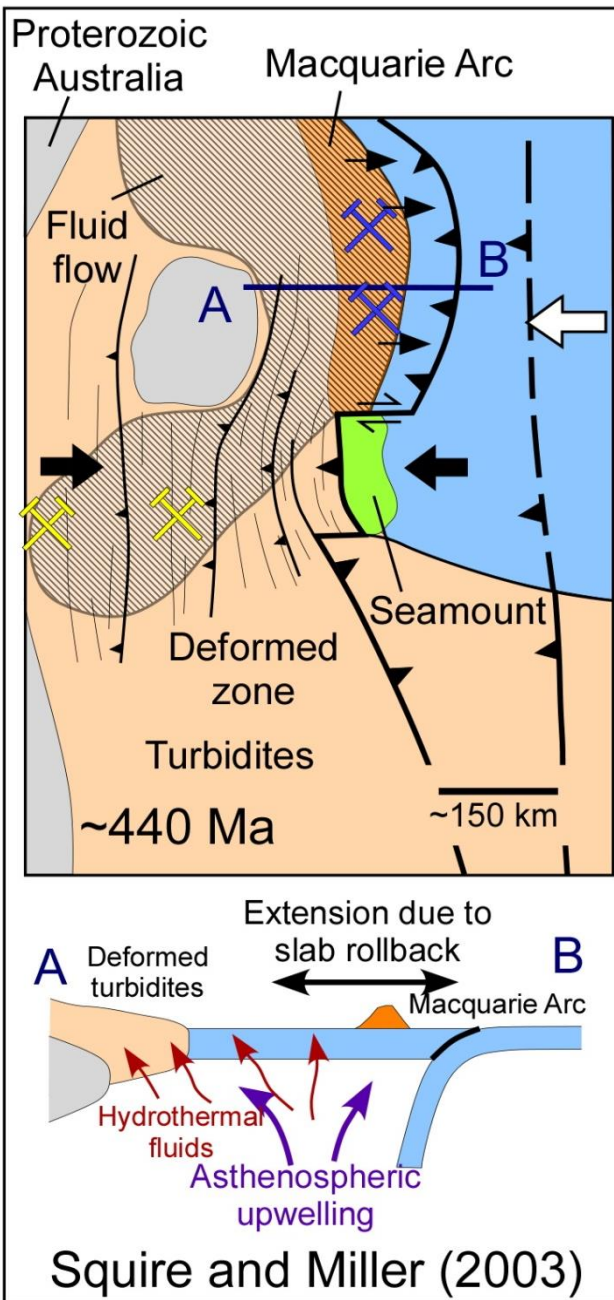 Proterozoic
Australia
Macquarie Arc
Fluid
flow
A
B
Seamount
Deformed
zone
Turbidites
~440 Ma
~150 km
Extension due to
slab rollback
A
B
Deformed
turbidites
Macquarie Arc
Hydrothermal
fluids
Asthenospheric
upwelling
Squire and Miller (2003)